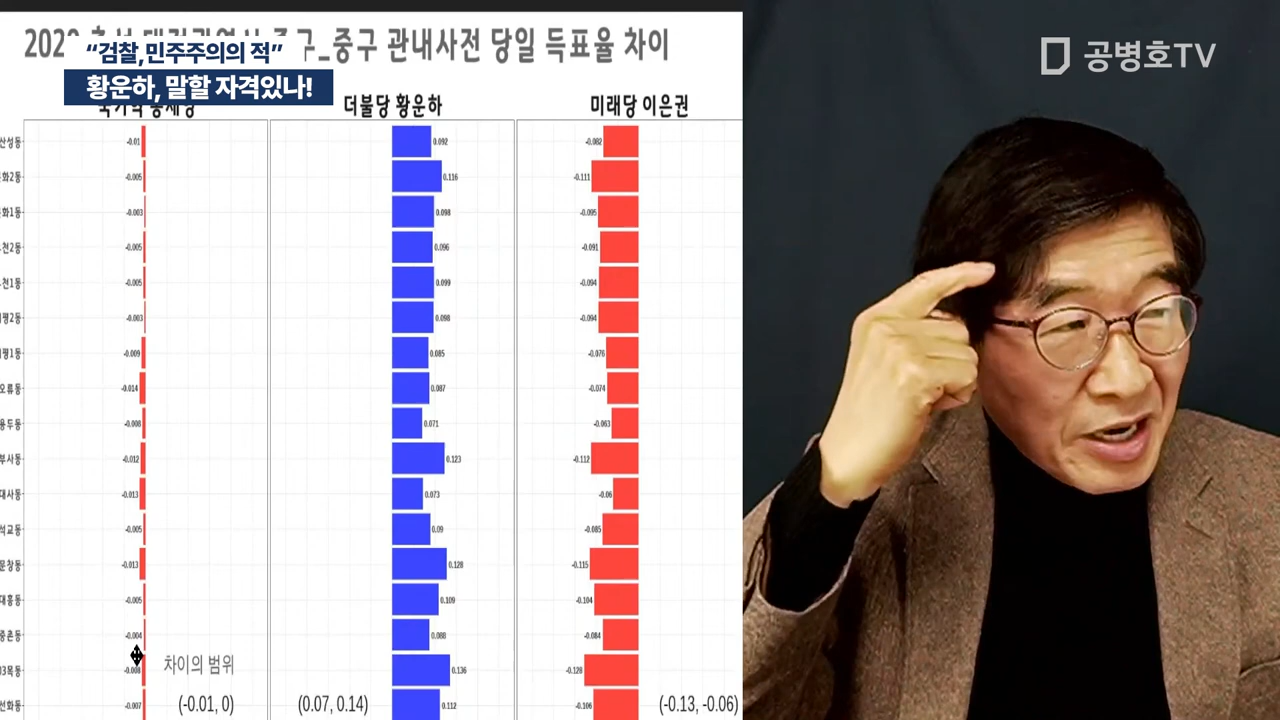 202
구_중구 관내사전 당일 득표율 차이
“검찰,민주주의의 적”
황운하, 말할 자격있나!
공병호TV
더불당 황운하
미래당 이은권
산성동 -0.01 0.092 -0.082
화2동 -0.005 0.116 -0.111
화1동 -0.003 0.098 -0.095
천2동 -0.005 0.096 -0.091
천1동 -0.005 0.099 -0.094
평2동 -0.003 0.098 -0.094
평1동 -0.009 0.085 -0.076
오류동 -0.014 0.087 -0.074
용두동 -0.008 0.071 -0.063
부사동 -0.012 0.123 -0.112
대사동 -0.013 0.073 -0.06
석교동 -0.005 0.09 -0.085
문창동 -0.013 0.128 -0.115
대흥동 -0.005 0.109 -0.104
중촌동 -0.004 0.088 -0.084
목동 -0.008 0.136 -0.128
선화동 -0.007 0.112 -0.106
차이의 범위
(-0.01, 0) (0.07, 0.14) (-0.13, -0.06)